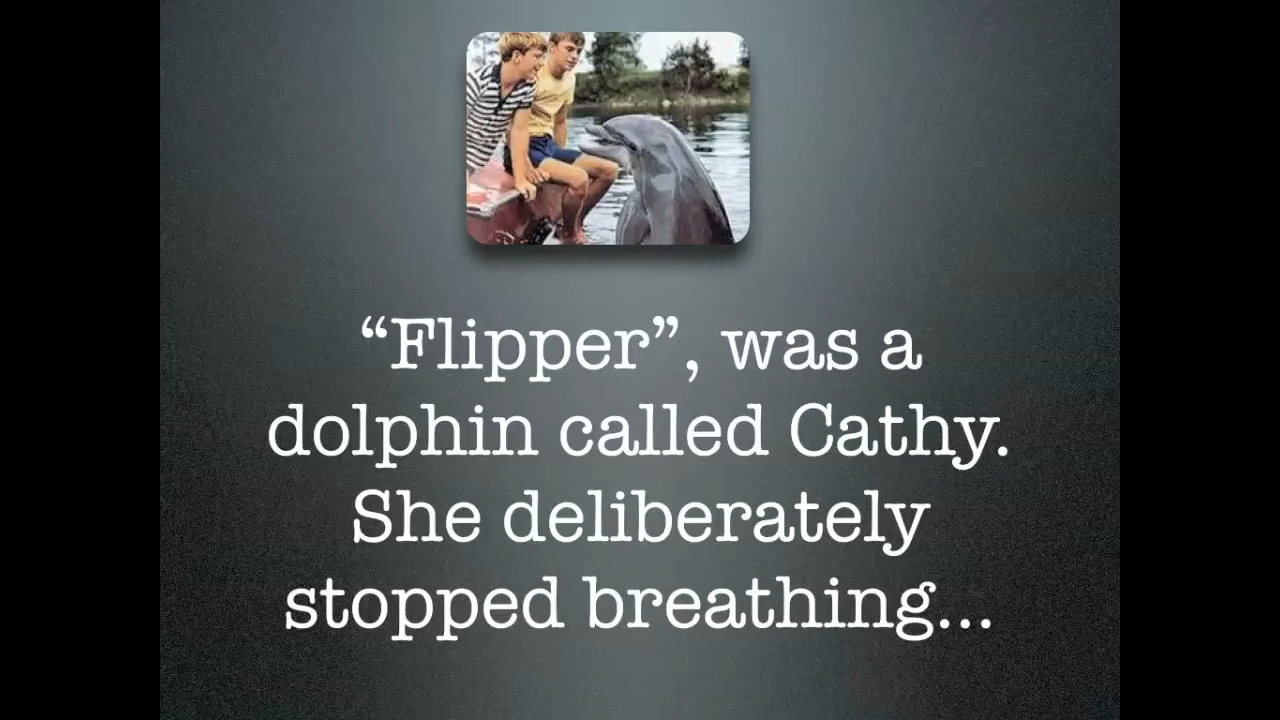 “Flipper”, was a
dolphin called Cathy.
She deliberately
stopped breathing...